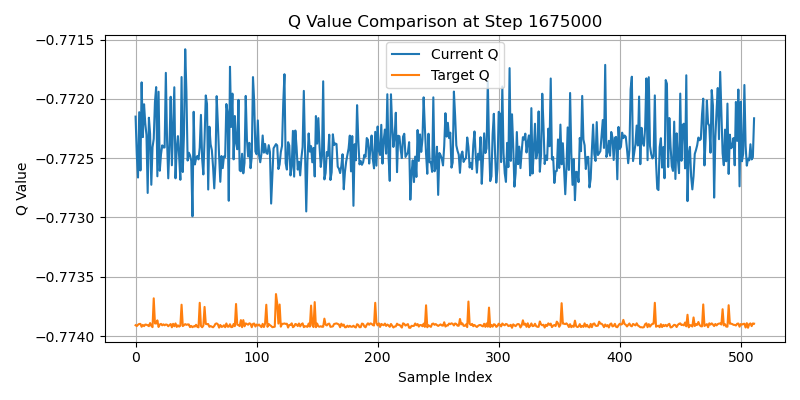 Q Value Comparison at Step 1675000
Current Q
Target Q
Q Value
−0.7715
−0.7720
−0.7725
−0.7730
−0.7735
−0.7740
0 100 200 300 400 500
Sample Index